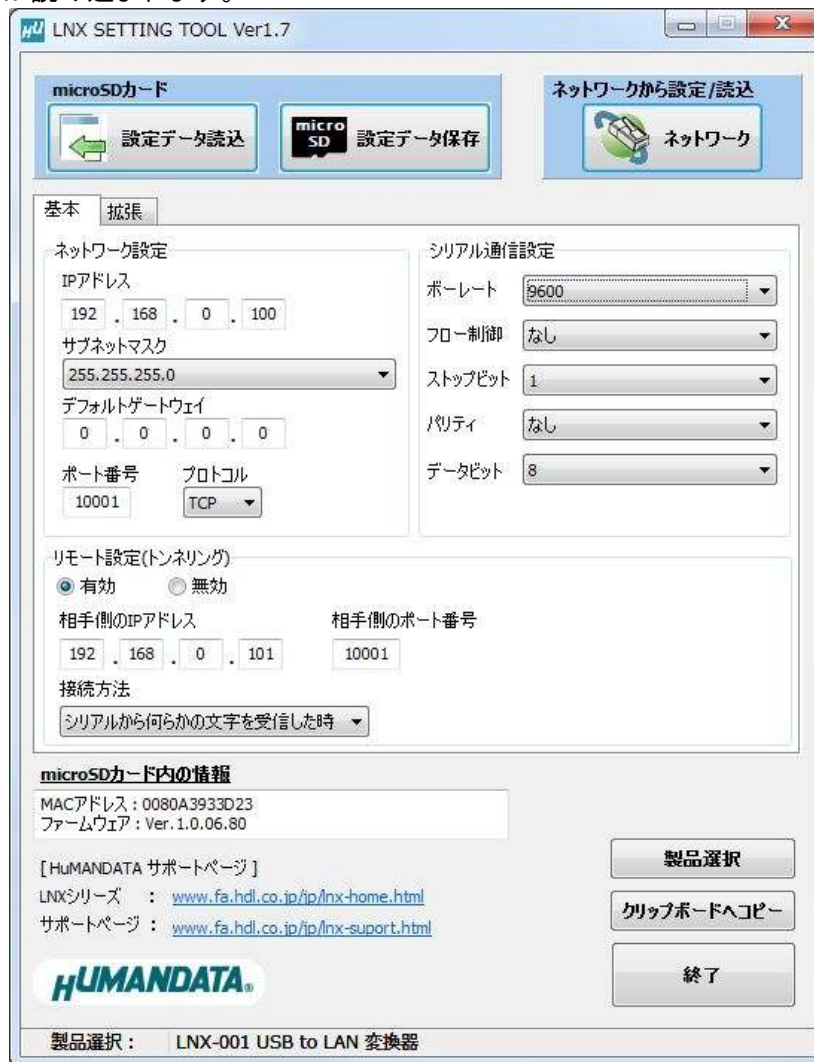 LNX SETTING TOOL Ver1.7
microSDカード
設定データ読込
micro
SD
設定データ保存
ネットワークから設定/読込
ネットワーク
基本
拡張
ネットワーク設定
IPアドレス
192 . 168 . 0 . 100
サブネットマスク
255.255.255.0
デフォルトゲートウェイ
0 . 0 . 0 . 0
ポート番号 プロトコル
10001 TCP
シリアル通信設定
ボーレート 9600
フロー制御 なし
ストップビット 1
パリティ なし
データビット 8
リモート設定(トンネリング)
有効 無効
相手側のIPアドレス 相手側のポート番号
192 . 168 . 0 . 101 10001
接続方法
シリアルから何らかの文字を受信した時
microSDカード内の情報
MACアドレス : 0080A3933D23
ファームウェア : Ver.1.0.06.80
[ HuMANDATA サポートページ ]
LNXシリーズ : www.fa.hdl.co.jp/jp/lnx-home.html
サポートページ : www.fa.hdl.co.jp/jp/lnx-suport.html
製品選択
クリップボードへコピー
終了
HUMANDATA®
製品選択 : LNX-001 USB to LAN 変換器